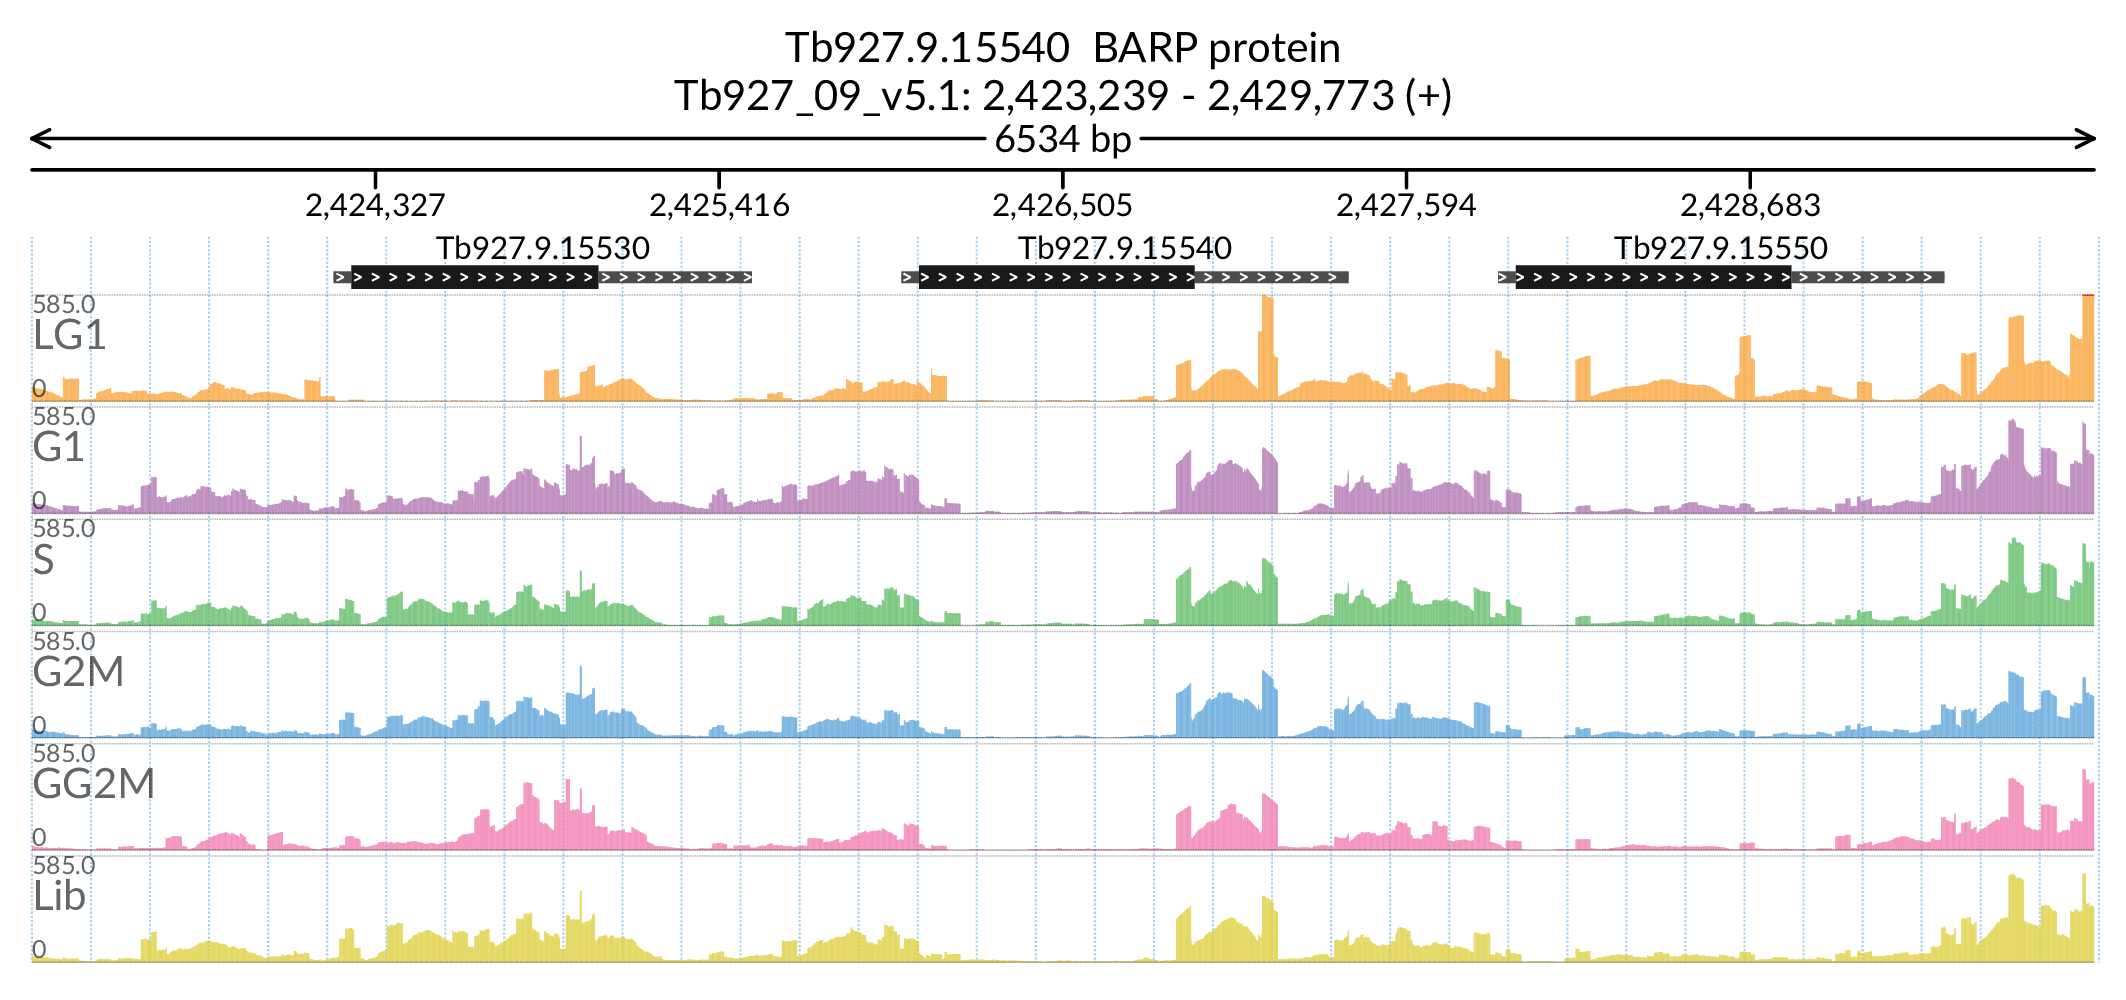 Tb927.9.15540  BARP protein
Tb927_09_v5.1: 2,423,239 - 2,429,773 (+)
6534 bp
2,424,327 2,425,416 2,426,505 2,427,594 2,428,683
Tb927.9.15530 Tb927.9.15540 Tb927.9.15550
585.0
LG1
0
585.0
G1
0
585.0
S
0
585.0
G2M
0
585.0
GG2M
0
585.0
Lib
0